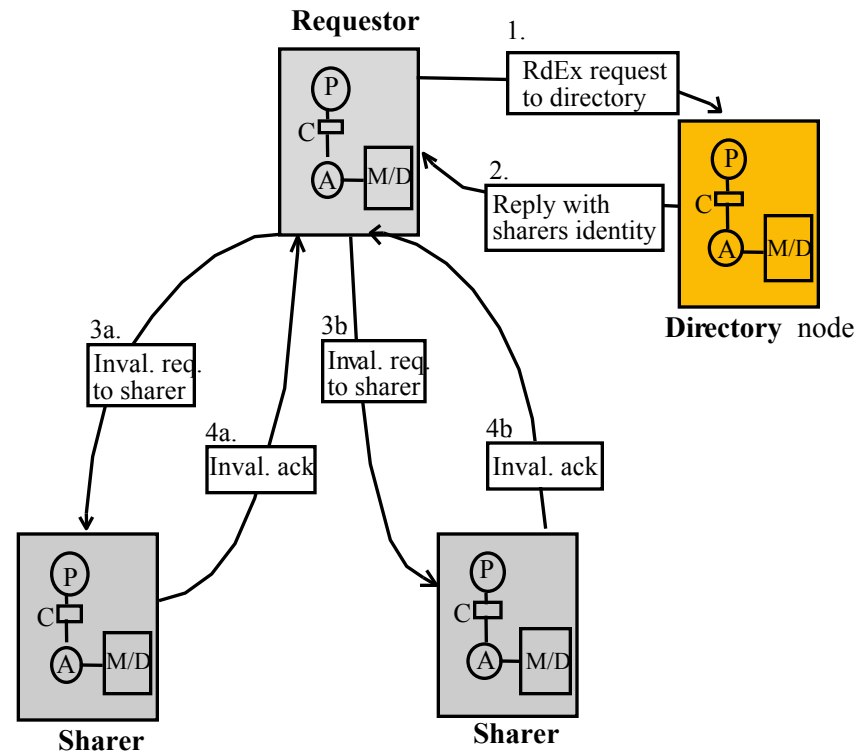 Requestor
1.
RdEx request
to directory
P
C
A
M/D
2.
Reply with
sharers identity
P
C
A
M/D
Directory node
3a.
Inval. req.
to sharer
3b
Inval. req.
to sharer
4a.
Inval. ack
4b.
Inval. ack
P
C
A
M/D
Sharer
P
C
A
M/D
Sharer